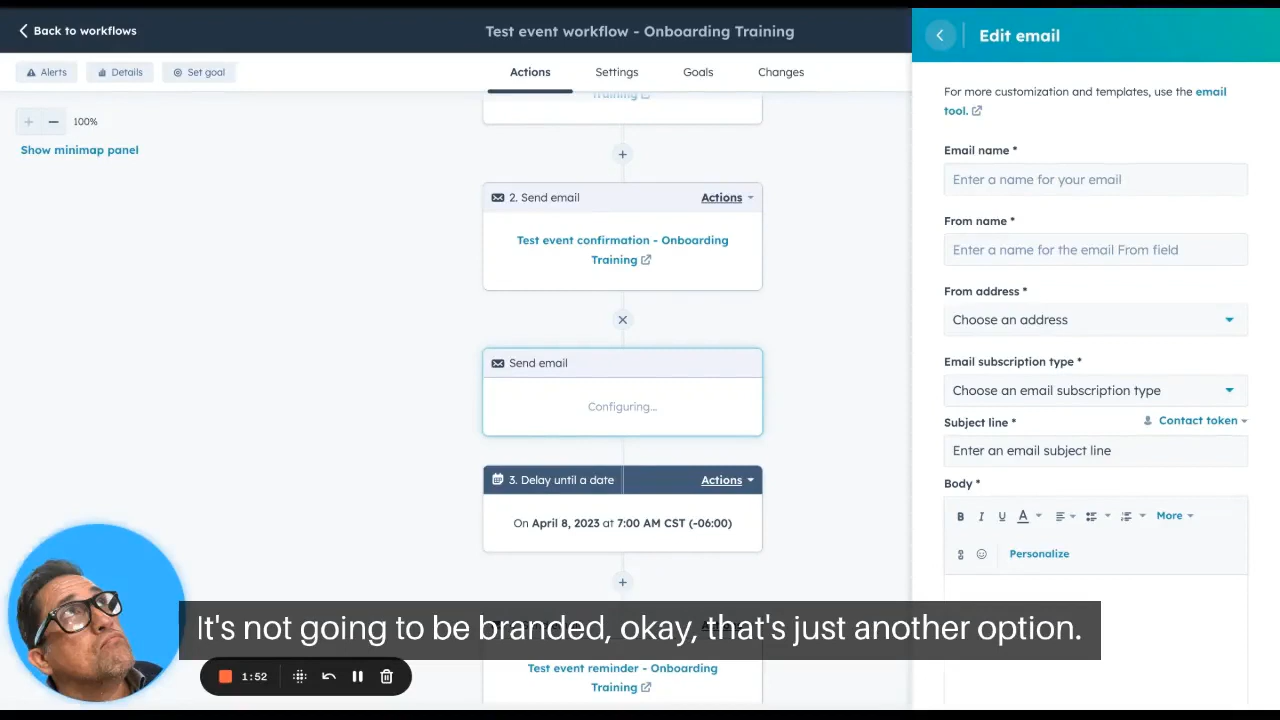 Back to workflows
Test event workflow - Onboarding Training
Edit email
Alerts
Details
Set goal
Actions
Settings
Goals
Changes
100%
Show minimap panel
Training
2. Send email
Actions
Test event confirmation - Onboarding
Training
Send email
Configuring...
3. Delay until a date
Actions
On April 8, 2023 at 7:00 AM CST (-06:00)
Test event reminder - Onboarding
Training
For more customization and templates, use the email
tool.
Email name *
Enter a name for your email
From name *
Enter a name for the email From field
From address *
Choose an address
Email subscription type *
Choose an email subscription type
Subject line *
Contact token
Enter an email subject line
Body *
B I U A
More
Personalize
It's not going to be branded, okay, that's just another option.
1:52